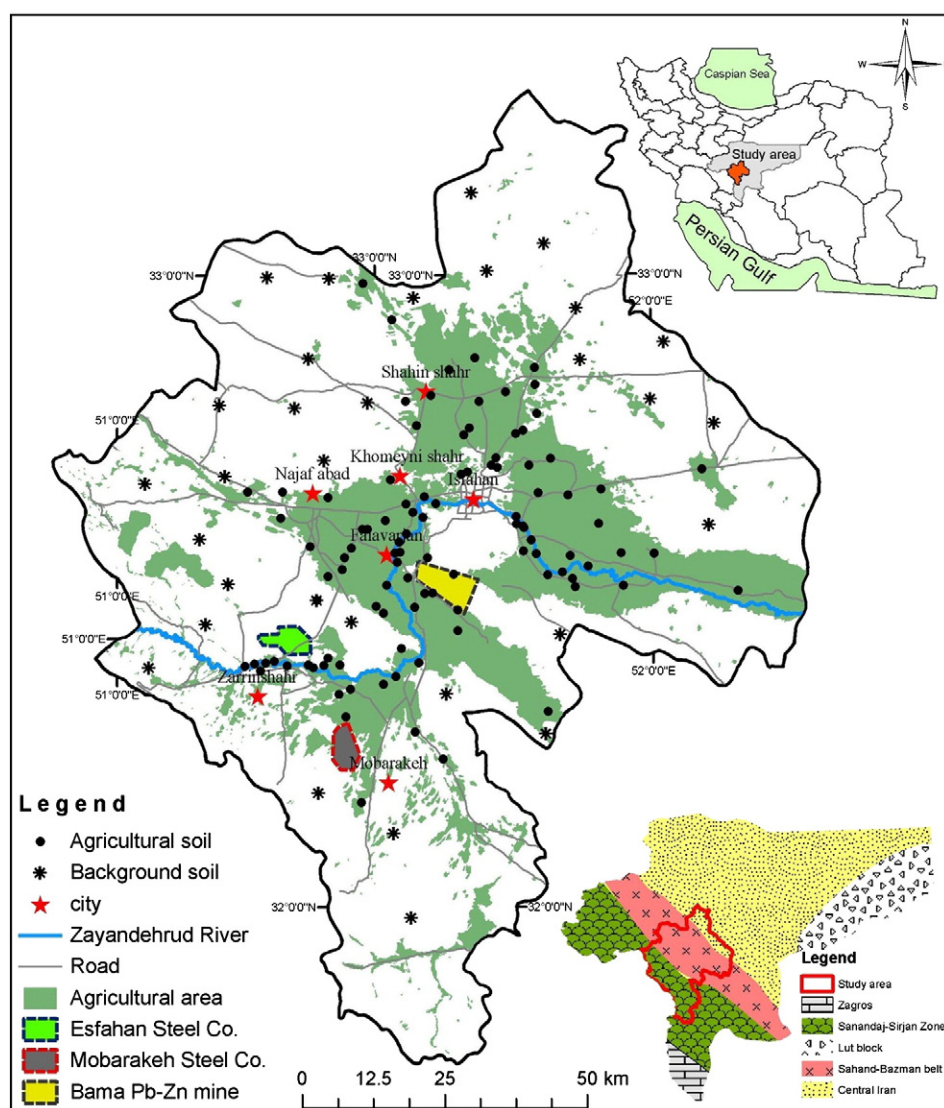 N
W
E
S
Caspian Sea
Study area
Persian Gulf
33°0'0"N
33°0'0"N
33°0'0"N
52°0'0"E
Shahin shahr
51°0'0"E
Khomeyni shahr
Najaf abad
Isfahan
Falavarjan
51°0'0"E
51°0'0"E
52°0'0"E
Zarrinshahr
51°0'0"E
Mobarakeh
Legend
Agricultural soil
Background soil
city
Zayandehrud River
Road
Agricultural area
Esfahan Steel Co.
Mobarakeh Steel Co.
Bama Pb-Zn mine
32°0'0"N
32°0'0"N
0 12.5 25 50 km
Legend
Study area
Zagros
Sanandaj-Sirjan Zone
Lut block
Sahand-Bazman belt
Central Iran